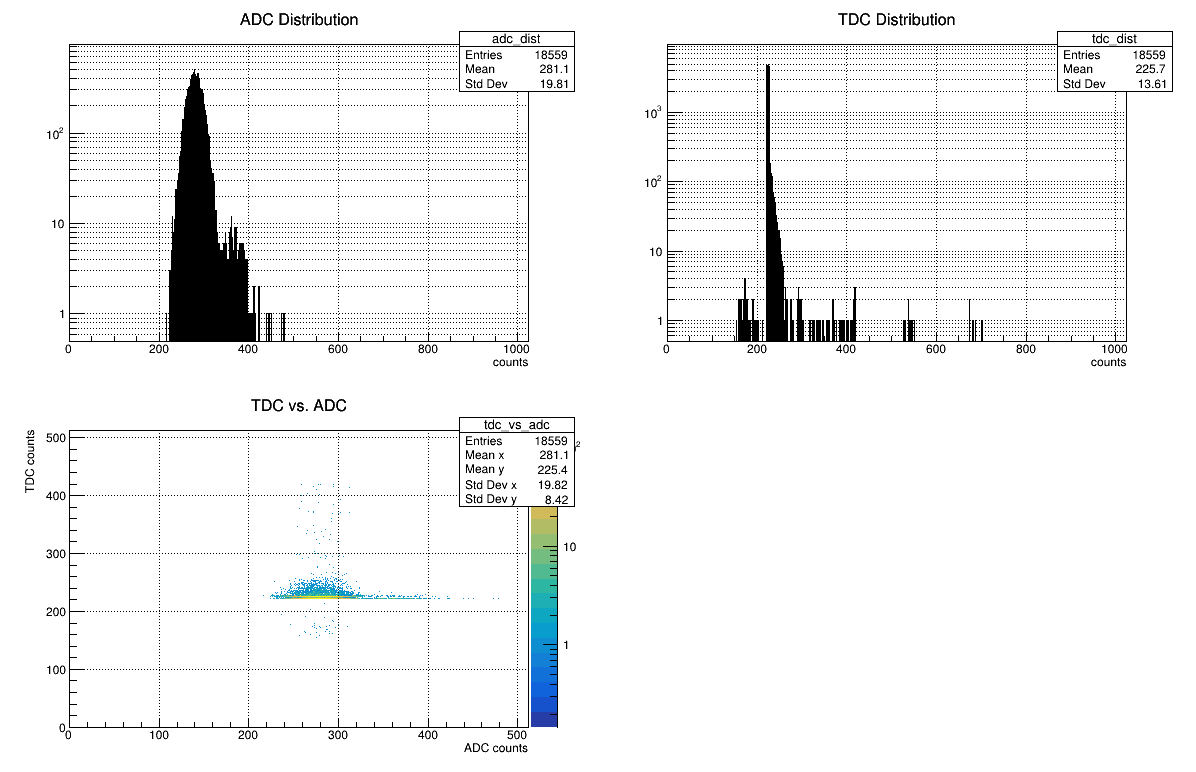 ADC Distribution
adc_dist
Entries 18559
Mean 281.1
Std Dev 19.81
10²
10
1
0 200 400 600 800 1000
counts
TDC Distribution
tdc_dist
Entries 18559
Mean 225.7
Std Dev 13.61
10³
10²
10
1
0 200 400 600 800 1000
counts
TDC vs. ADC
tdc_vs_adc
Entries 18559
Mean x 281.1
Mean y 225.4
Std Dev x 19.82
Std Dev y 8.42
TDC counts
500
400
300
200
100
0
0 100 200 300 400 500
ADC counts
2
10
1